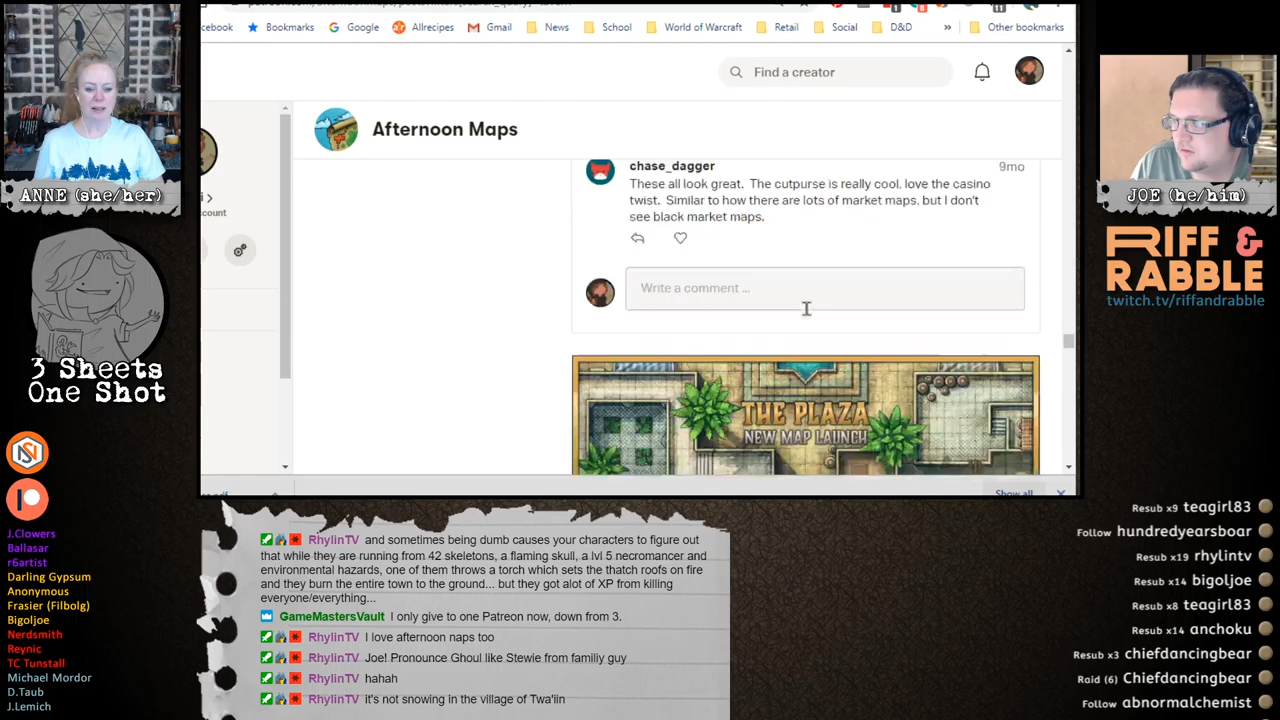 cebook
Bookmarks
Google
Allrecipes
Gmail
News
School
World of Warcraft
Retail
Social
D&D
»
Other bookmarks
Find a creator
Afternoon Maps
count
chase_dagger
9mo
These all look great. The cutpurse is really cool, love the casino
twist. Similar to how there are lots of market maps, but I don't
see black market maps.
Write a comment ...
THE PLAZA
NEW MAP LAUNCH
Show all
ANNE (she/her)
JOE (he/him)
3 Sheets
One Shot
RIFF &
RABBLE
twitch.tv/riffandrabble
J.Clowers
Ballasar
r6artist
Darling Gypsum
Anonymous
Frasier (Filbolg)
Bigoljoe
Nerdsmith
Reynic
TC Tunstall
Michael Mordor
D.Taub
J.Lemich
RhylinTV and sometimes being dumb causes your characters to figure out
that while they are running from 42 skeletons, a flaming skull, a lvl 5 necromancer and
environmental hazards, one of them throws a torch which sets the thatch roofs on fire
and they burn the entire town to the ground... but they got alot of XP from killing
everyone/everything...
GameMastersVault I only give to one Patreon now, down from 3.
RhylinTV I love afternoon naps too
RhylinTV Joe! Pronounce Ghoul like Stewie from familiy guy
RhylinTV hahah
RhylinTV it's not snowing in the village of Twa'lin
Resub x9 teagirl83
Follow hundredyearsboar
Resub x19 rhylintv
Resub x14 bigoljoe
Resub x8 teagirl83
Resub x14 anchoku
Resub x3 chiefdancingbear
Raid (6) Chiefdancingbear
Follow abnormalchemist